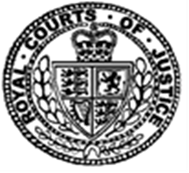 ROYAL · COURTS · OF · JUSTICE